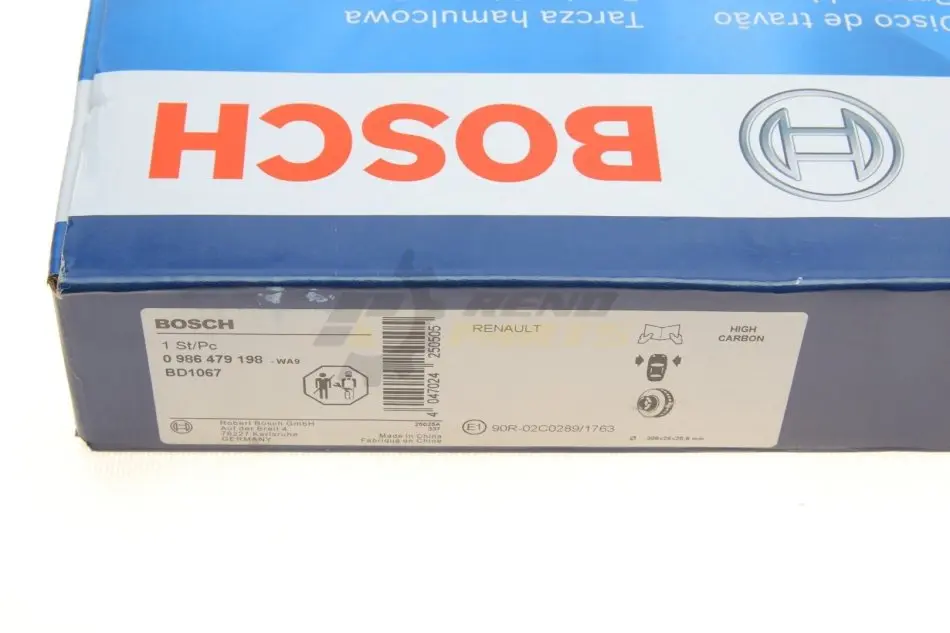 Tarcza hamulcowa
Disco de travão
BOSCH
BOSCH
1 St/Pc
0 986 479 198 -WA9
BD1067
Robert Bosch GmbH
Auf der Breit 4
76227 Karlsruhe
GERMANY
Made in China
Fabriqué en Chine
4 047024 250505
RENAULT
E1 90R-02C0289/1763
HIGH
CARBON
RENO
PARTS